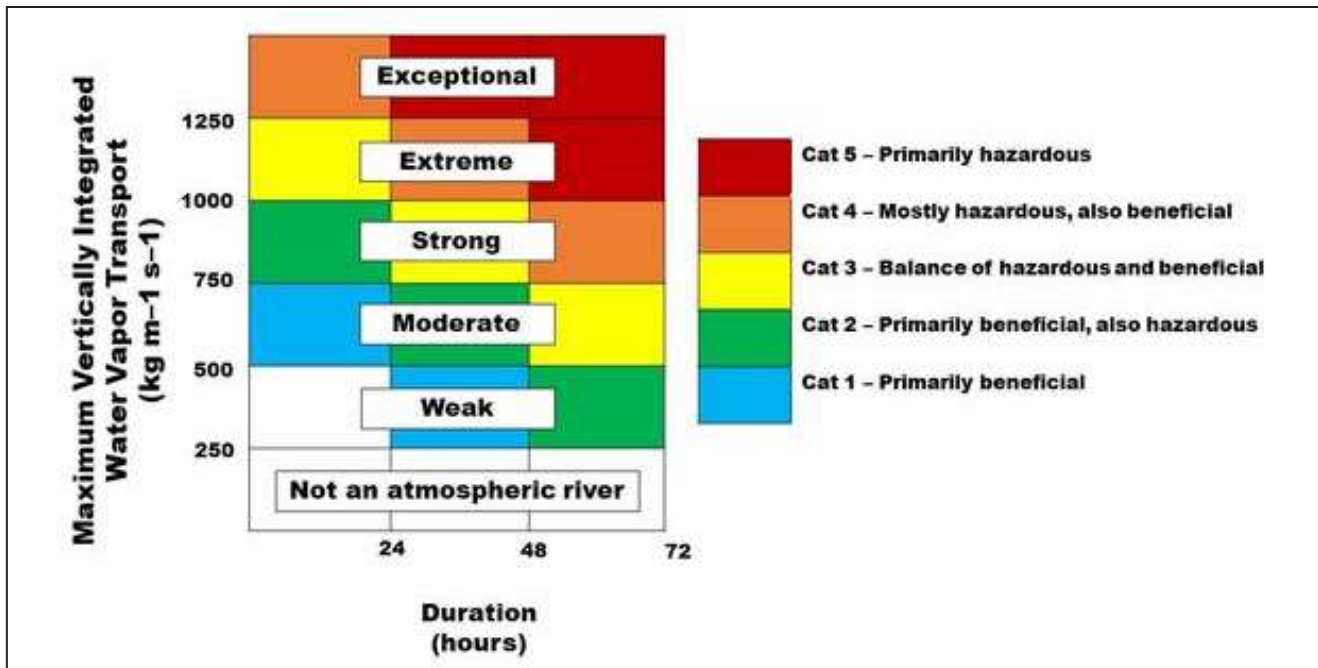 Maximum Vertically Integrated
Water Vapor Transport
(kg m–1 s–1)
Exceptional
1250
Extreme
1000
Strong
750
Moderate
500
Weak
250
Not an atmospheric river
24
48
72
Duration
(hours)
Cat 5 – Primarily hazardous
Cat 4 – Mostly hazardous, also beneficial
Cat 3 – Balance of hazardous and beneficial
Cat 2 – Primarily beneficial, also hazardous
Cat 1 – Primarily beneficial